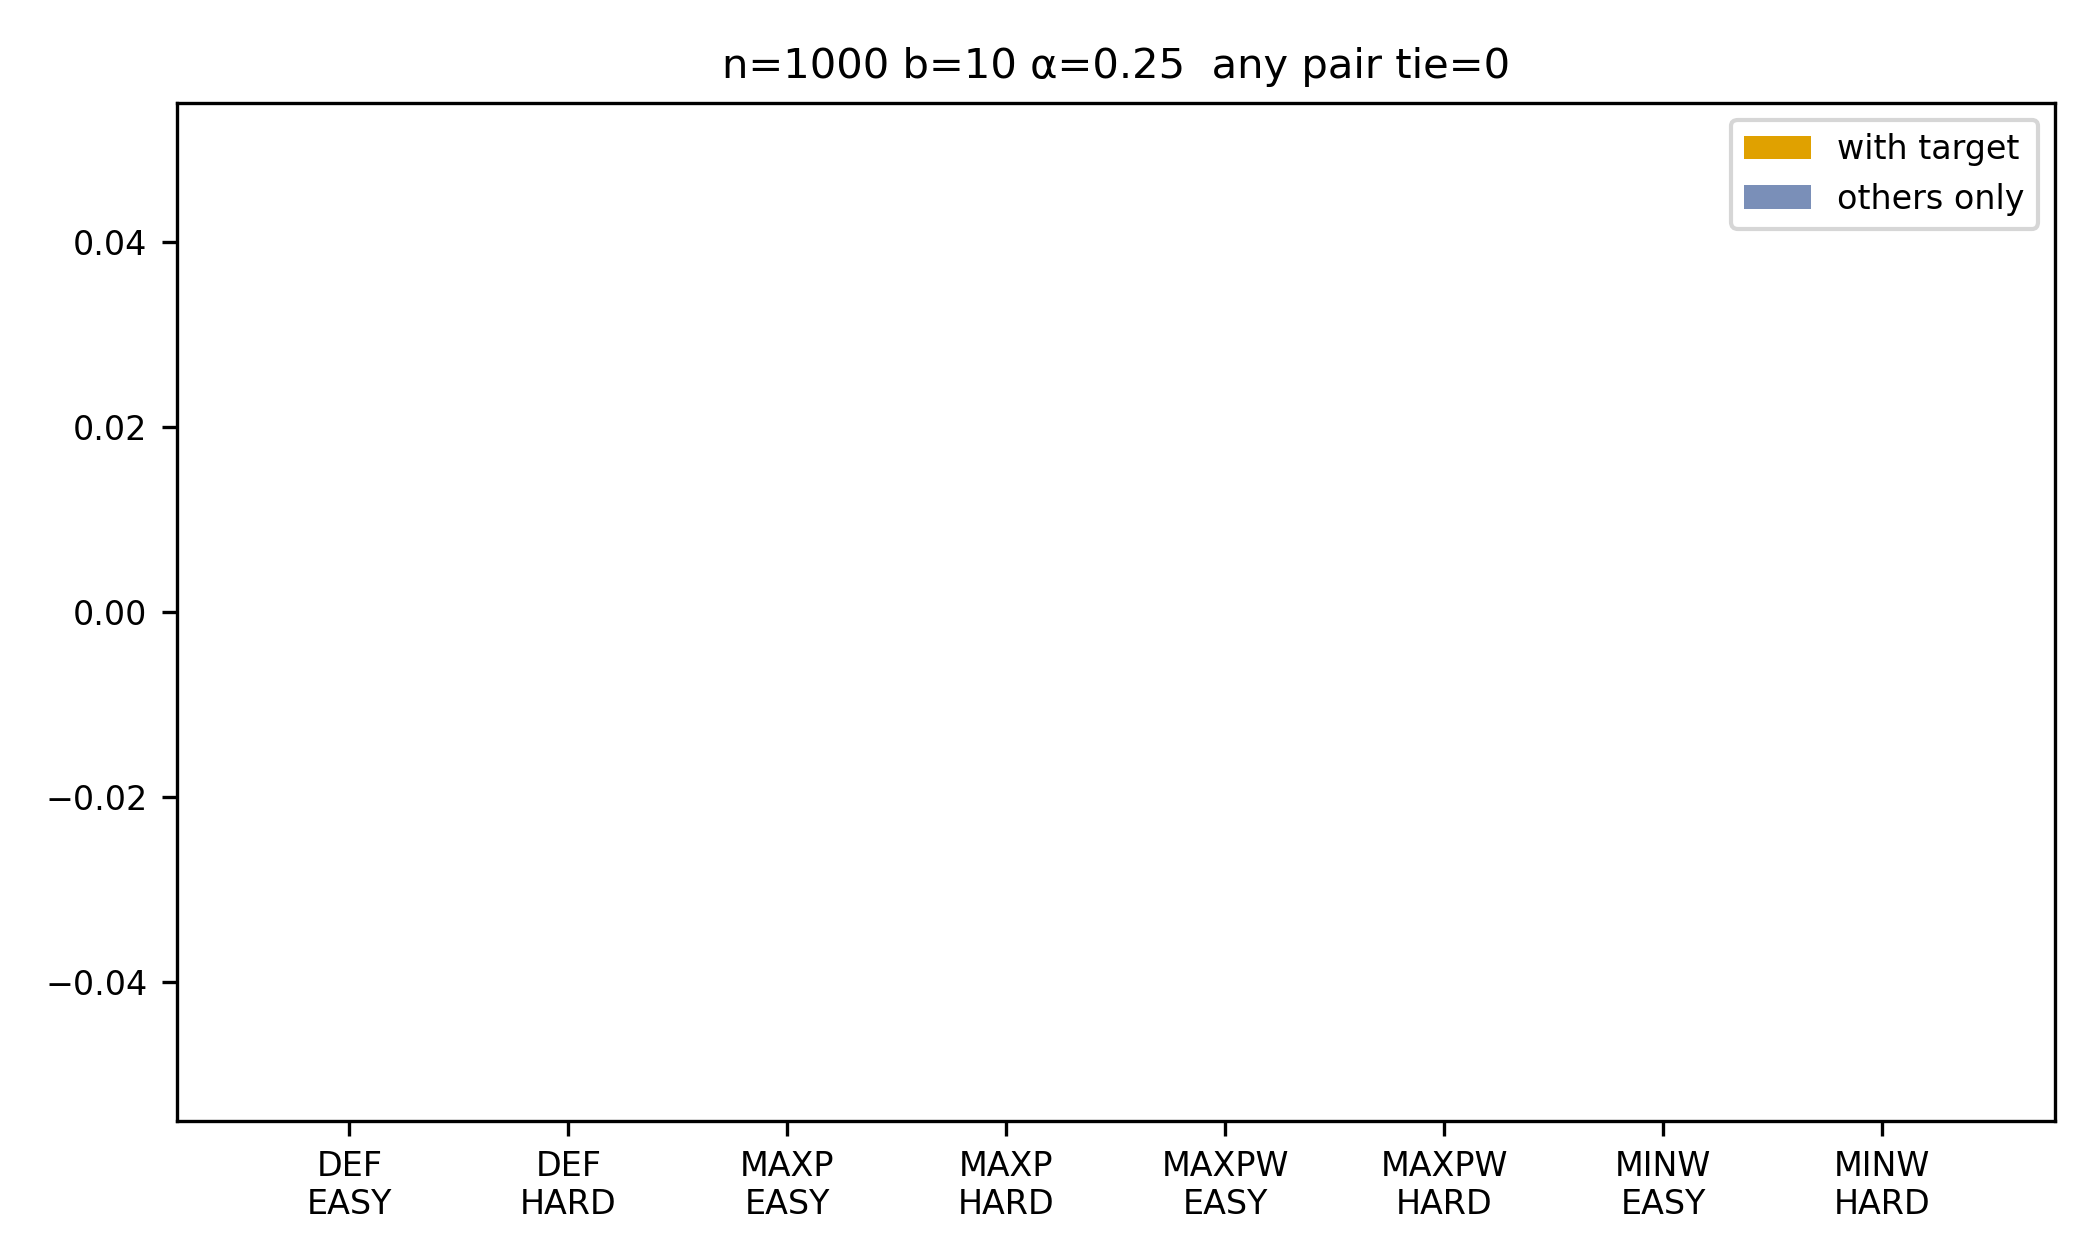 n=1000 b=10 α=0.25  any pair tie=0
with target
others only
0.04
0.02
0.00
−0.02
−0.04
DEF
EASY
DEF
HARD
MAXP
EASY
MAXP
HARD
MAXPW
EASY
MAXPW
HARD
MINW
EASY
MINW
HARD